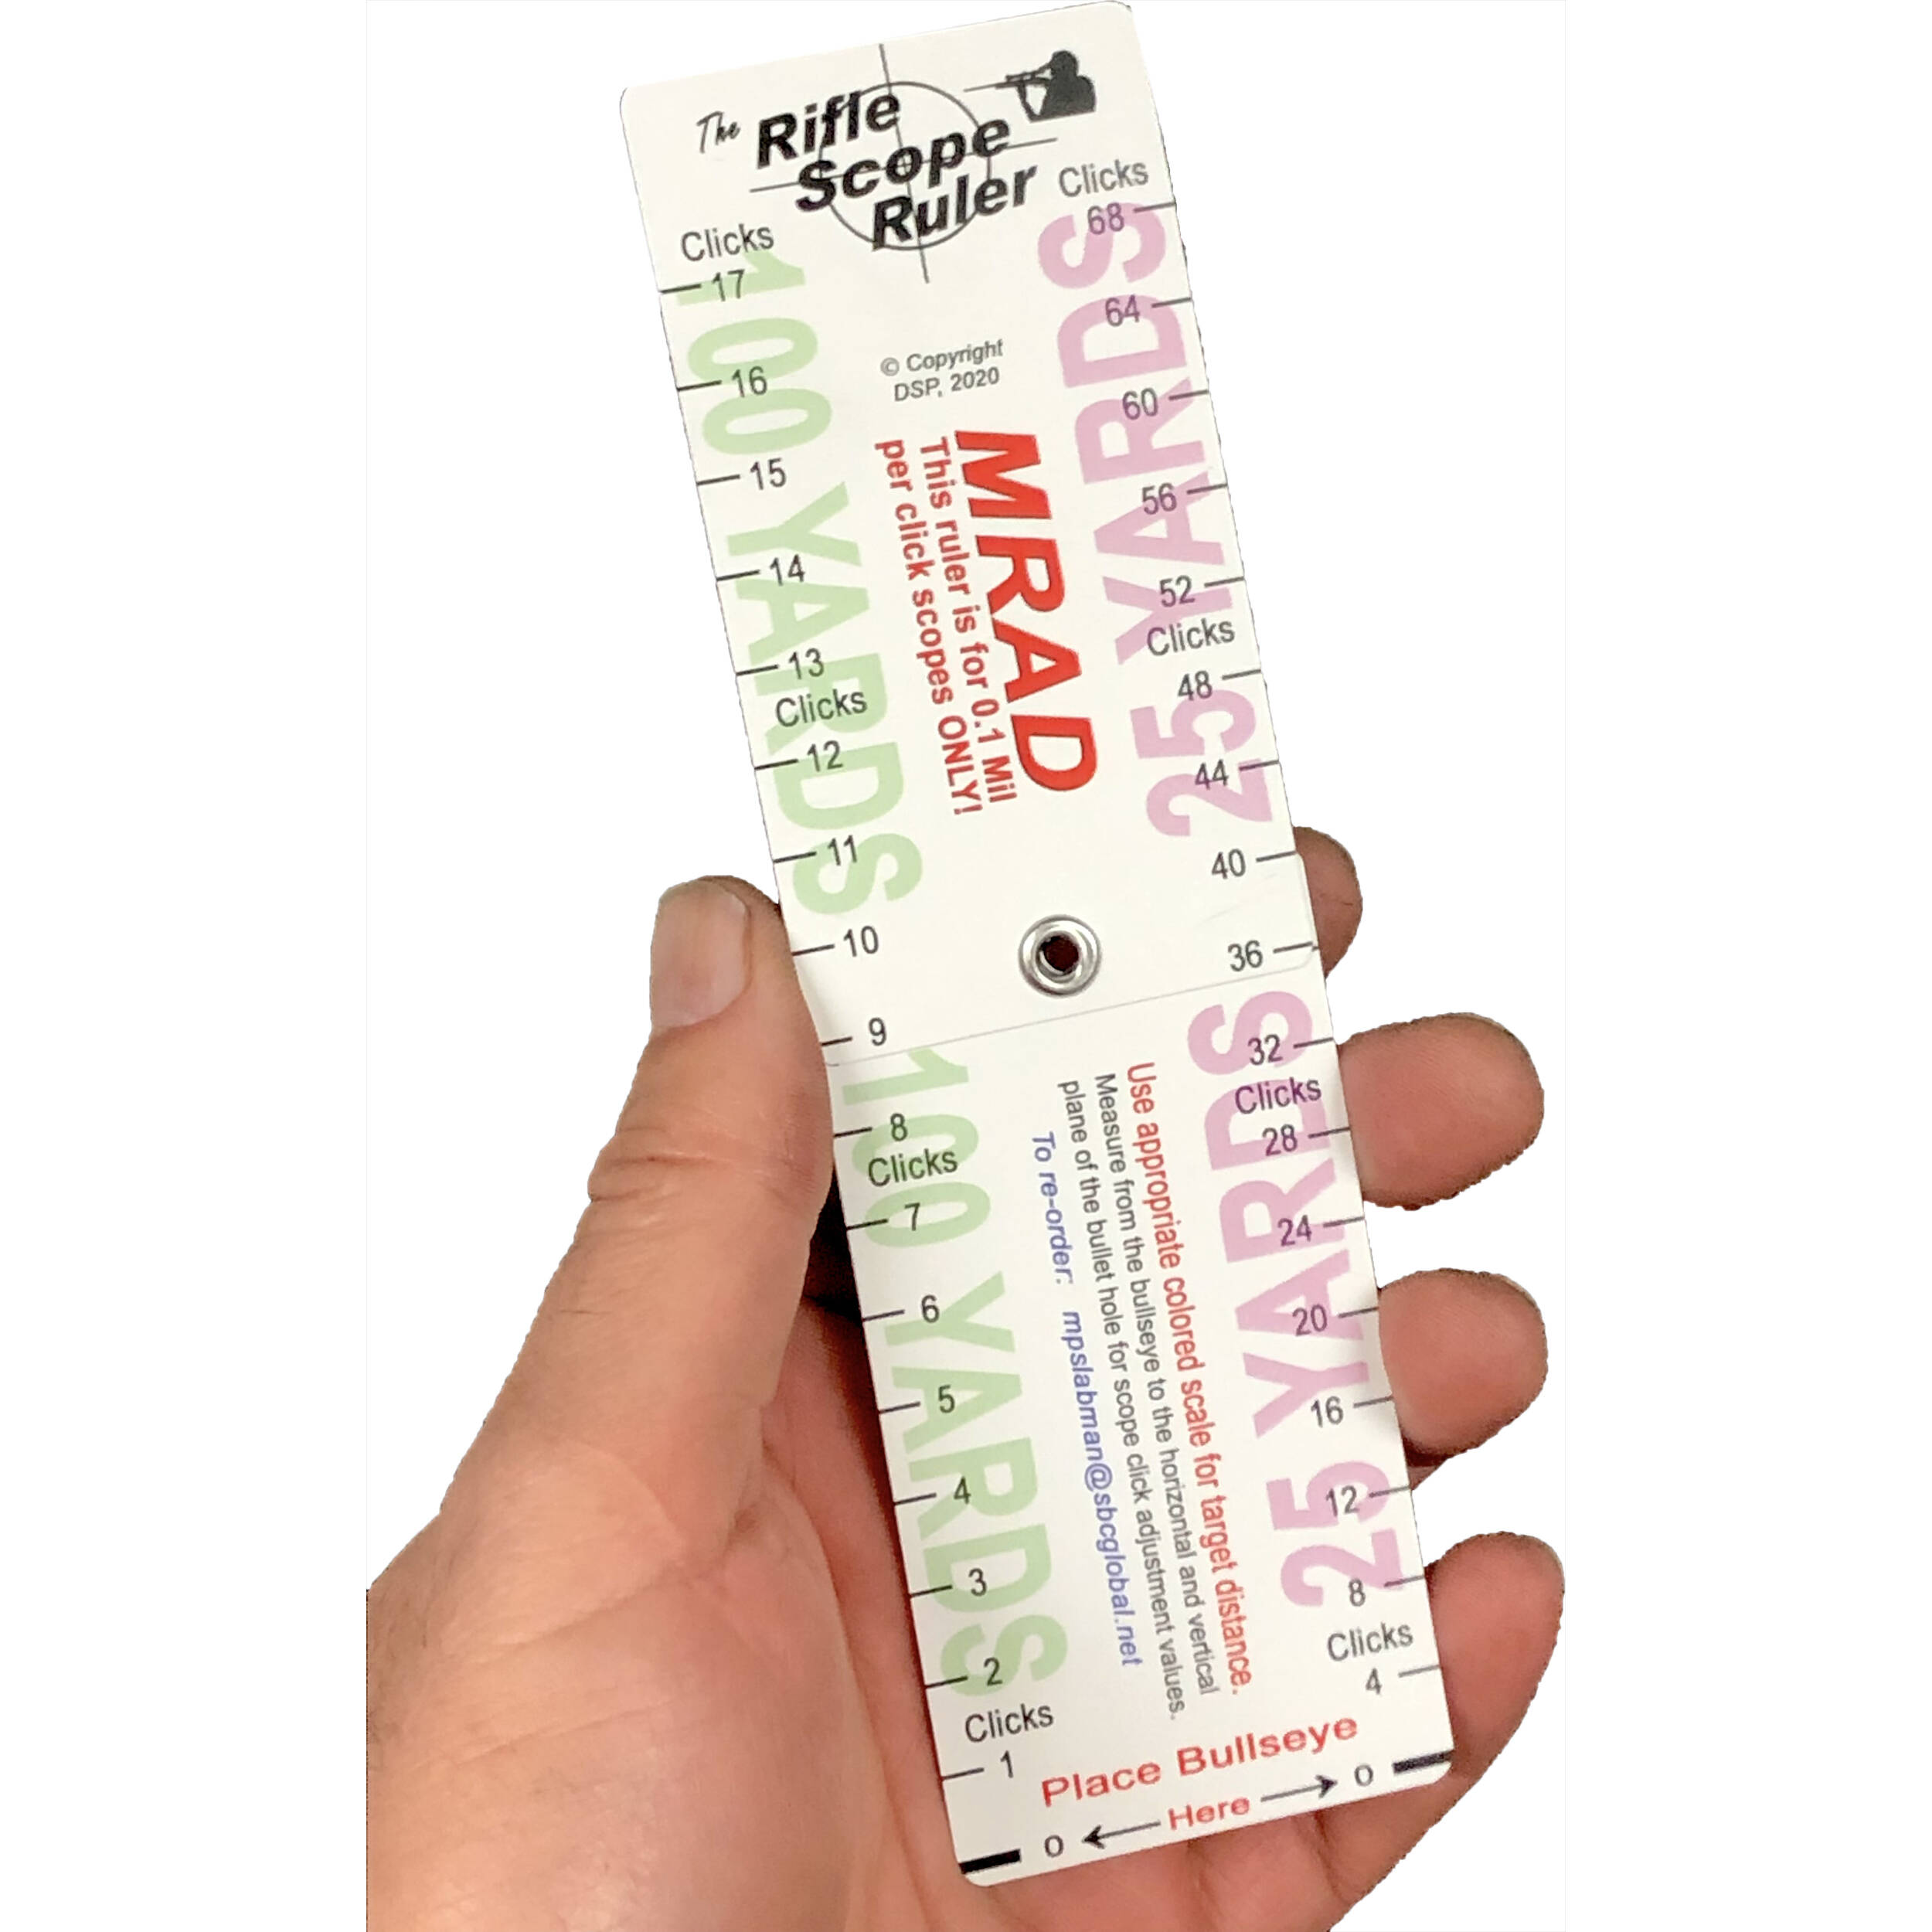 The Rifle
Scope
Ruler
Clicks
17
16
15
14
13
Clicks
12
11
10
9
8
Clicks
7
6
5
4
3
2
Clicks
1
0
100 YARDS
100 YARDS
© Copyright
DSP, 2020
MRAD
This ruler is for 0.1 Mil
per click scopes ONLY!
Clicks
68
64
60
56
52
Clicks
48
44
40
36
32
Clicks
28
24
20
16
12
8
Clicks
4
0
25 YARDS
25 YARDS
Use appropriate colored scale for target distance.
Measure from the bullseye to the horizontal and vertical
plane of the bullet hole for scope click adjustment values.
To re-order: mpslabman@sbcglobal.net
Place Bullseye
Here